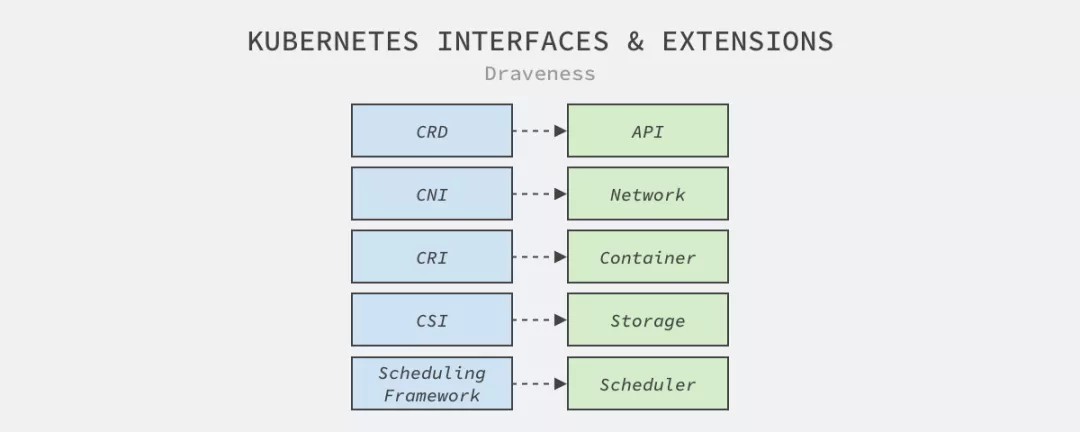 KUBERNETES INTERFACES & EXTENSIONS
Draveness
CRD
API
CNI
Network
CRI
Container
CSI
Storage
Scheduling
Framework
Scheduler